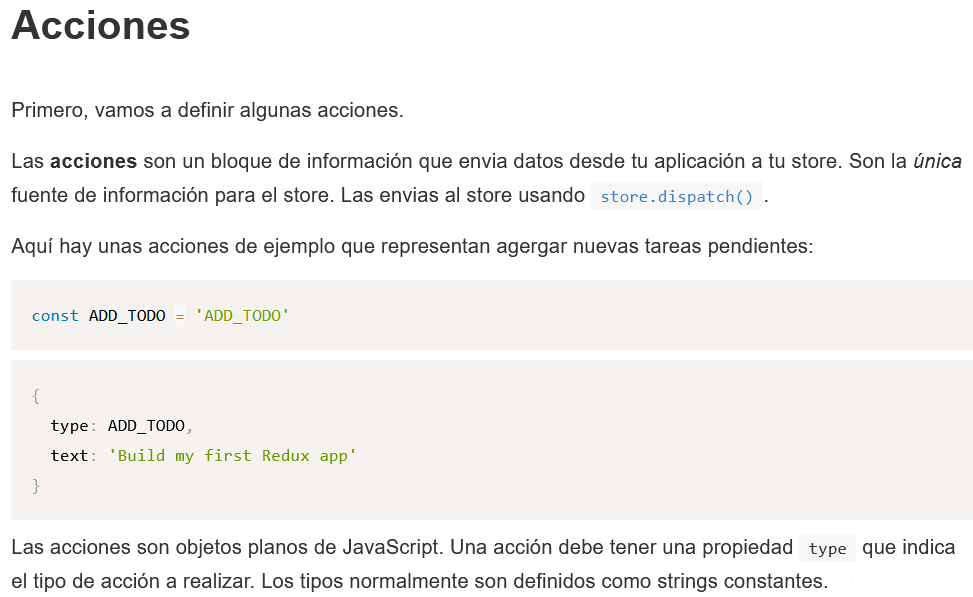 Acciones
Primero, vamos a definir algunas acciones.
Las acciones son un bloque de información que envia datos desde tu aplicación a tu store. Son la única
fuente de información para el store. Las envias al store usando store.dispatch() .
Aquí hay unas acciones de ejemplo que representan agergar nuevas tareas pendientes:
const ADD_TODO = 'ADD_TODO'
{
type: ADD_TODO,
text: 'Build my first Redux app'
}
Las acciones son objetos planos de JavaScript. Una acción debe tener una propiedad type que indica
el tipo de acción a realizar. Los tipos normalmente son definidos como strings constantes.